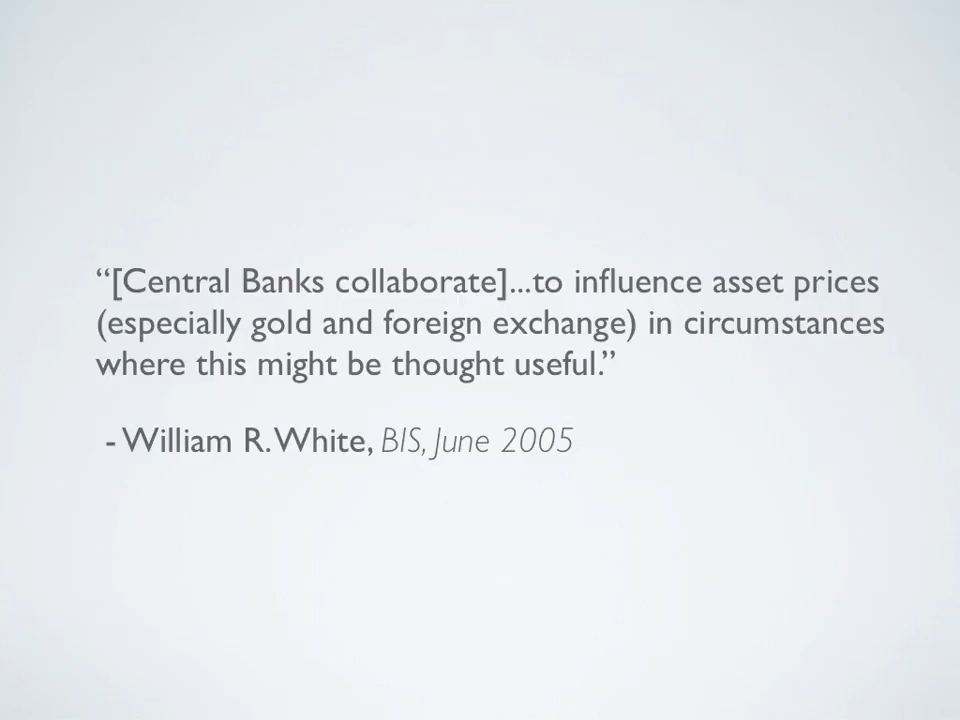 “[Central Banks collaborate]...to influence asset prices
(especially gold and foreign exchange) in circumstances
where this might be thought useful.”
- William R. White, BIS, June 2005